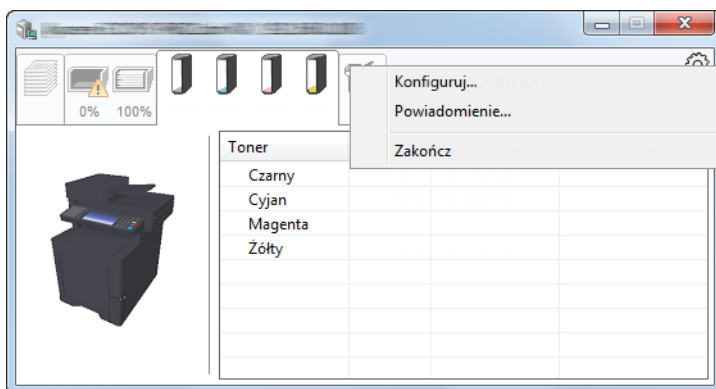 0% 100%
Konfiguruj...
Powiadomienie...
Zakończ
Toner
Czarny
Cyjan
Magenta
Żółty